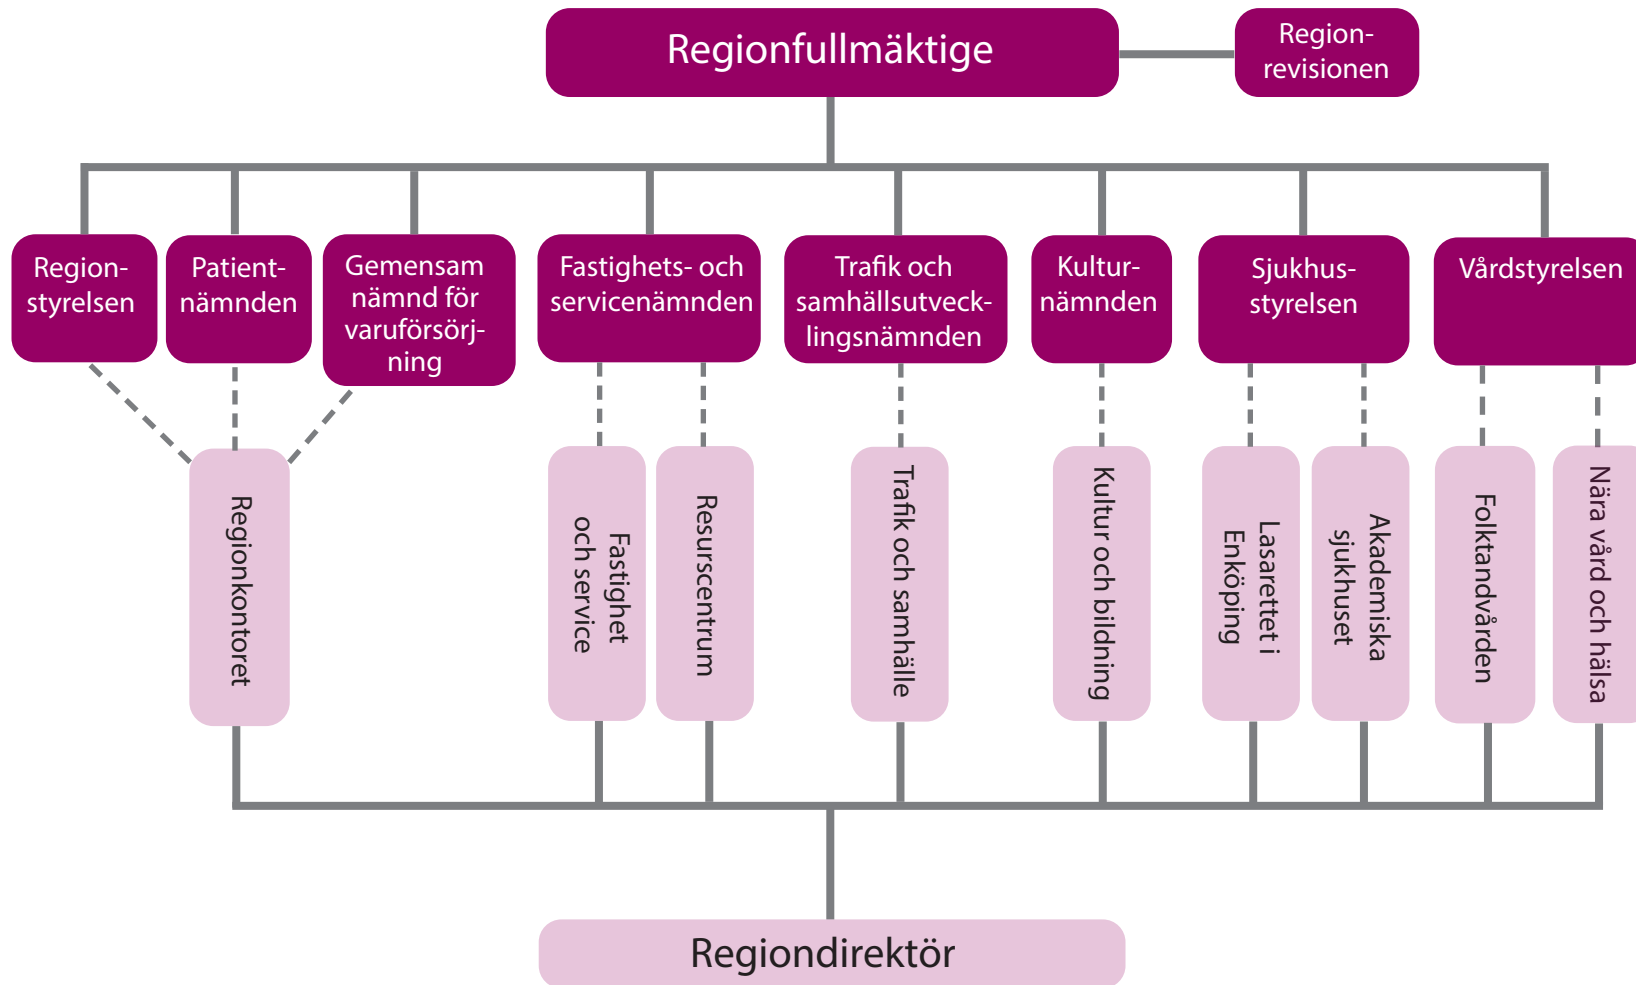 Regionfullmäktige
Region-
revisionen
Region-
styrelsen
Patient-
nämnden
Gemensam
nämnd för
varuförsörj-
ning
Fastighets- och
servicenämnden
Trafik och
samhällsutveck-
lingsnämnden
Kultur-
nämnden
Sjukhus-
styrelsen
Vårdstyrelsen
Regionkontoret
Fastighet
och service
Resurscentrum
Trafik och samhälle
Kultur och bildning
Lasarettet i
Enköping
Akademiska
sjukhuset
Folktandvården
Nära vård och hälsa
Regiondirektör